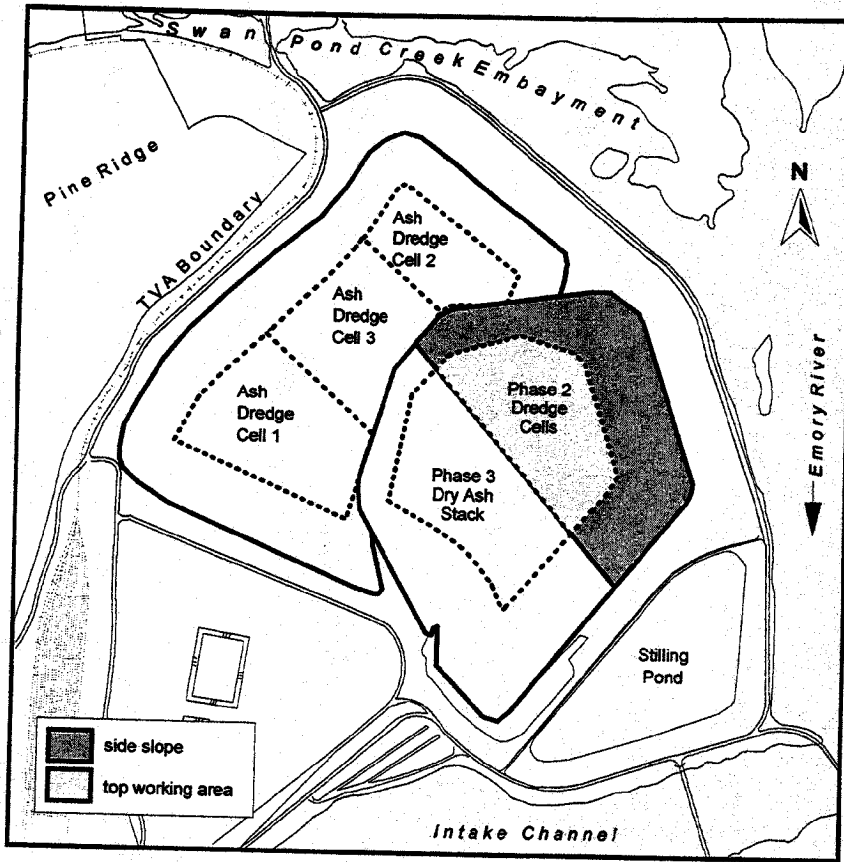 Swan Pond Creek Embayment
Pine Ridge
TVA Boundary
N
Emory River
Ash
Dredge
Cell 2
Ash
Dredge
Cell 3
Ash
Dredge
Cell 1
Phase 2
Dredge
Cells
Phase 3
Dry Ash
Stack
Stilling
Pond
side slope
top working area
Intake Channel